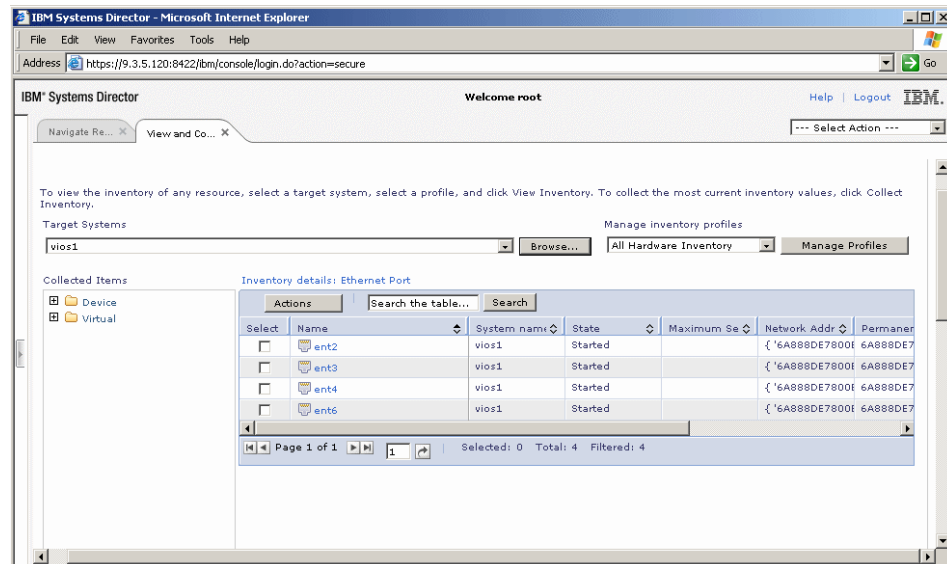 IBM Systems Director - Microsoft Internet Explorer
File Edit View Favorites Tools Help
Address https://9.3.5.120:8422/ibm/console/login.do?action=secure Go
IBM® Systems Director Welcome root Help | Logout IBM.
Navigate Re... View and Co... --- Select Action ---
To view the inventory of any resource, select a target system, select a profile, and click View Inventory. To collect the most current inventory values, click Collect
Inventory.
Target Systems Manage inventory profiles
vios1 Browse... All Hardware Inventory Manage Profiles
Collected Items Inventory details: Ethernet Port
Device
Virtual
Actions Search the table... Search
Select Name System name State Maximum Se Network Addr Permaner
ent2 vios1 Started {'6A888DE7800E 6A888DE7
ent3 vios1 Started {'6A888DE7800E 6A888DE7
ent4 vios1 Started {'6A888DE7800E 6A888DE7
ent6 vios1 Started {'6A888DE7800E 6A888DE7
Page 1 of 1 1 Selected: 0 Total: 4 Filtered: 4